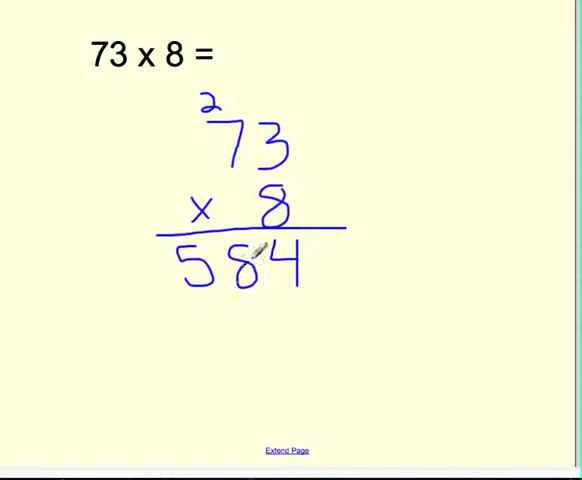 73 x 8 =
2
73
x 8
584
Extend Page